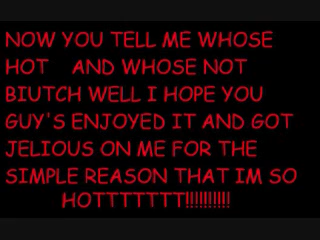 NOW YOU TELL ME WHOSE
HOT AND WHOSE NOT
BIUTCH WELL I HOPE YOU
GUY'S ENJOYED IT AND GOT
JELIOUS ON ME FOR THE
SIMPLE REASON THAT IM SO
HOTTTTTTT!!!!!!!!!!